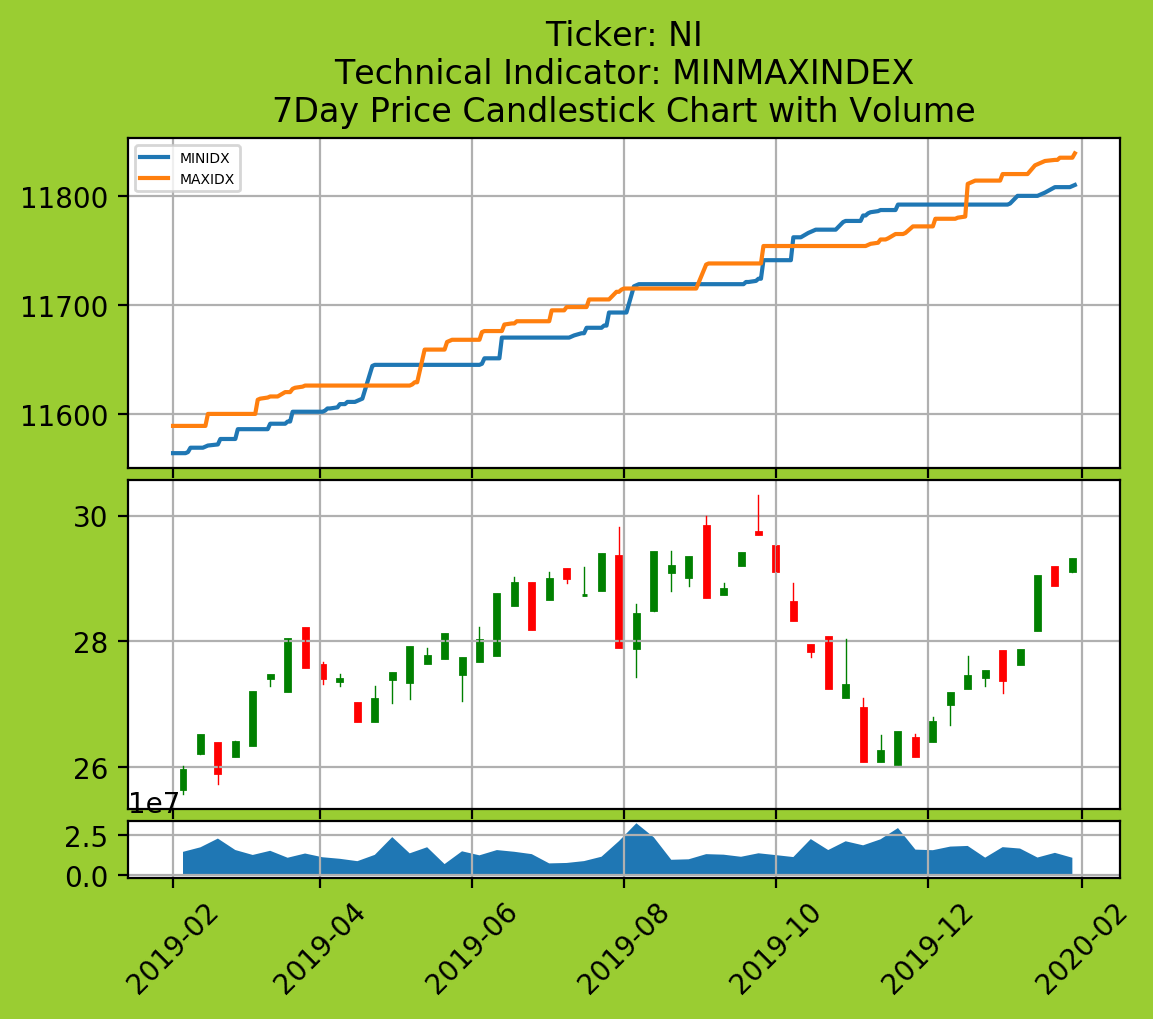 Ticker: NI
Technical Indicator: MINMAXINDEX
7Day Price Candlestick Chart with Volume
MINIDX
MAXIDX
11800
11700
11600
30
28
26
1e7
2.5
0.0
2019-02
2019-04
2019-06
2019-08
2019-10
2019-12
2020-02